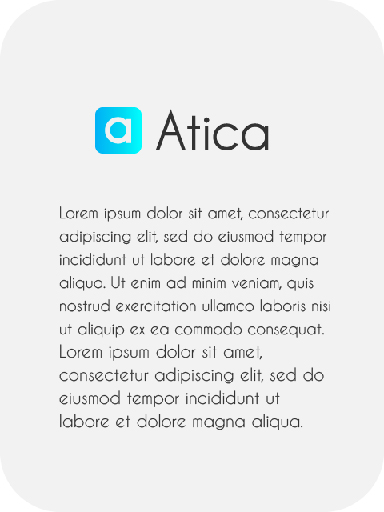 a Atica
Lorem ipsum dolor sit amet, consectetur
adipiscing elit, sed do eiusmod tempor
incididunt ut labore et dolore magna
aliqua. Ut enim ad minim veniam, quis
nostrud exercitation ullamco laboris nisi
ut aliquip ex ea commodo consequat.
Lorem ipsum dolor sit amet,
consectetur adipiscing elit, sed do
eiusmod tempor incididunt ut
labore et dolore magna aliqua.